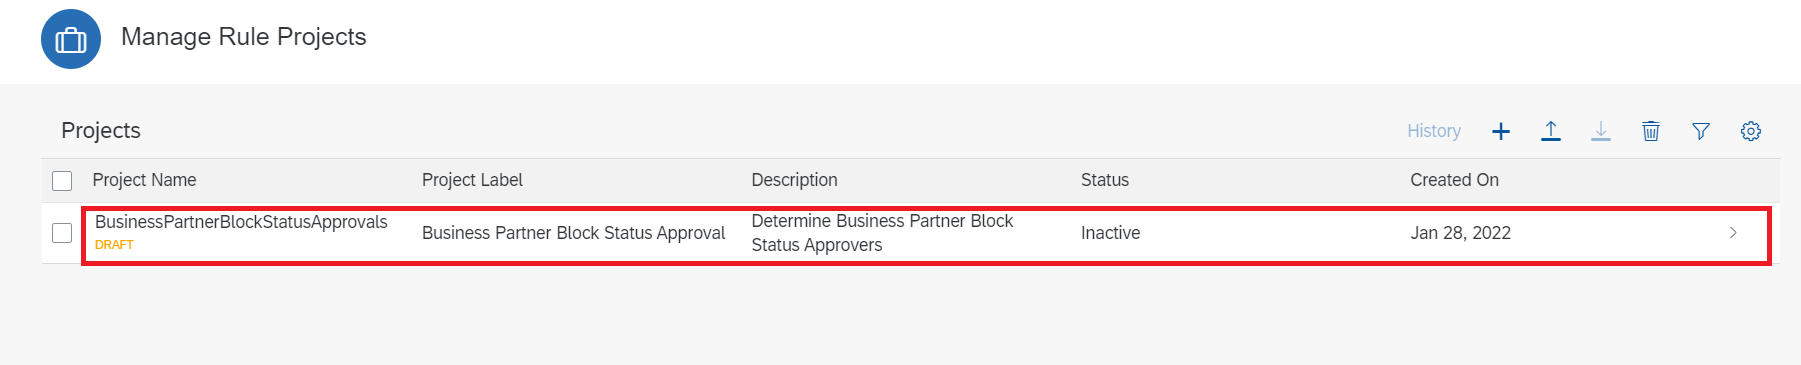 Manage Rule Projects
Projects
History
Project Name Project Label Description Status Created On
BusinessPartnerBlockStatusApprovals
DRAFT
Business Partner Block Status Approval
Determine Business Partner Block
Status Approvers
Inactive
Jan 28, 2022